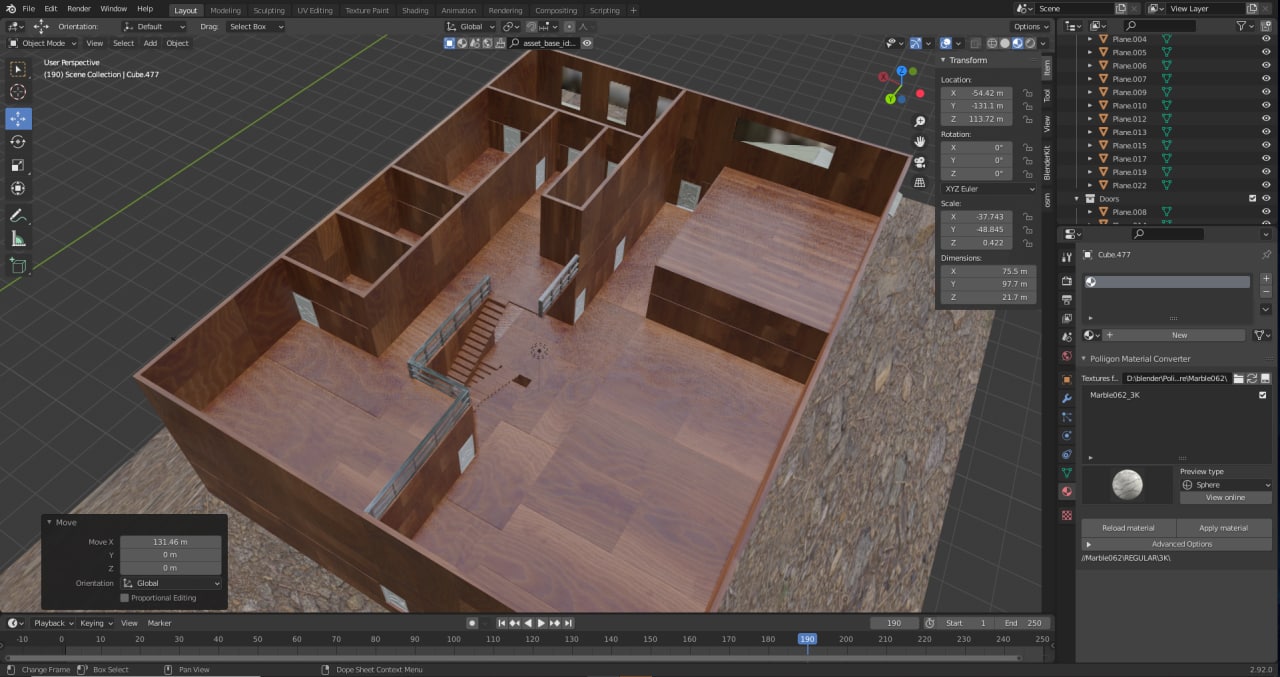 File Edit Render Window Help Layout Modeling Sculpting UV Editing Texture Paint Shading Animation Rendering Compositing Scripting + Scene View Layer
Orientation: Default Drag: Select Box Global Options
Object Mode View Select Add Object asset_base_id:...
User Perspective
(190) Scene Collection | Cube.477
X
Y
Z
Transform
Location:
X -54.42 m
Y -131.1 m
Z 113.72 m
Rotation:
X 0°
Y 0°
Z 0°
XYZ Euler
Scale:
X -37.743
Y -48.845
Z 0.422
Dimensions:
X 75.5 m
Y 97.7 m
Z 21.7 m
Item
Tool
View
BlenderKit
osm
Plane.004
Plane.005
Plane.006
Plane.007
Plane.009
Plane.010
Plane.012
Plane.013
Plane.015
Plane.017
Plane.019
Plane.022
Doors
Plane.008
Cube.477
New
Poliigon Material Converter
Textures f... D:\blender\Poli...re\Marble062\
Marble062_3K
Preview type
Sphere
View online
Reload material Apply material
Advanced Options
//Marble062\REGULAR\3K\
Move
Move X 131.46 m
Y 0 m
Z 0 m
Orientation Global
Proportional Editing
Playback Keying View Marker 190 Start 1 End 250
-10 0 10 20 30 40 50 60 70 80 90 100 110 120 130 140 150 160 170 180 190 200 210 220 230 240 250
Change Frame Box Select Pan View Dope Sheet Context Menu 2.92.0